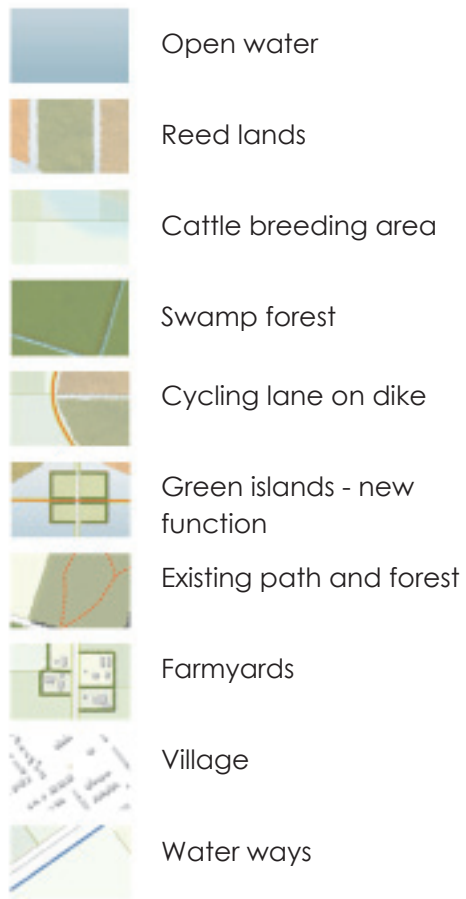 Open water
Reed lands
Cattle breeding area
Swamp forest
Cycling lane on dike
Green islands - new
function
Existing path and forest
Farmyards
Village
Water ways